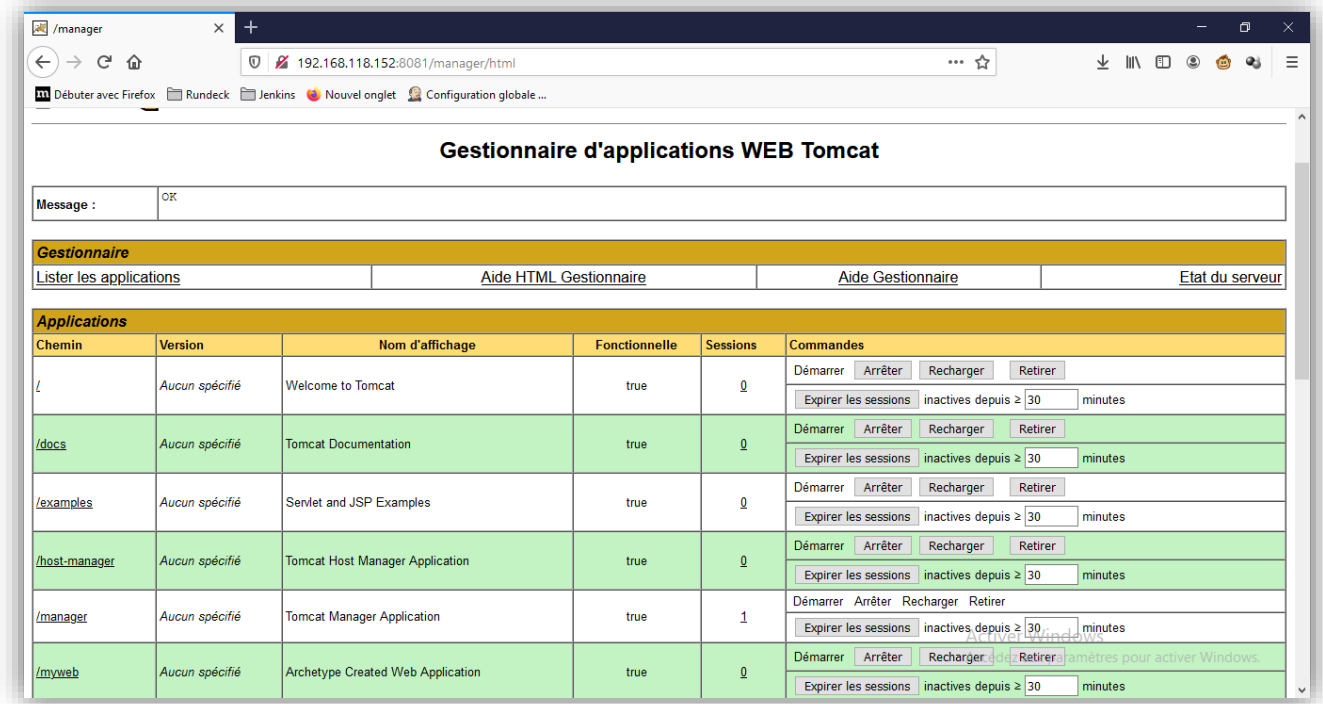 /manager
192.168.118.152:8081/manager/html
Débuter avec Firefox Rundeck Jenkins Nouvel onglet Configuration globale ...
Gestionnaire d'applications WEB Tomcat
Message : OK
Gestionnaire
Lister les applications Aide HTML Gestionnaire Aide Gestionnaire Etat du serveur
Applications
Chemin Version Nom d'affichage Fonctionnelle Sessions Commandes
Démarrer Arrêter Recharger Retirer
/ Aucun spécifié Welcome to Tomcat true 0
Expirer les sessions inactives depuis ≥ 30 minutes
Démarrer Arrêter Recharger Retirer
/docs Aucun spécifié Tomcat Documentation true 0
Expirer les sessions inactives depuis ≥ 30 minutes
Démarrer Arrêter Recharger Retirer
/examples Aucun spécifié Servlet and JSP Examples true 0
Expirer les sessions inactives depuis ≥ 30 minutes
Démarrer Arrêter Recharger Retirer
/host-manager Aucun spécifié Tomcat Host Manager Application true 0
Expirer les sessions inactives depuis ≥ 30 minutes
Démarrer Arrêter Recharger Retirer
/manager Aucun spécifié Tomcat Manager Application true 1
Expirer les sessions inactives depuis ≥ 30 minutes
Activer Windows
Démarrer Arrêter Recharger Retirer
paramètres pour activer Windows.
/myweb Aucun spécifié Archetype Created Web Application true 0
Expirer les sessions inactives depuis ≥ 30 minutes